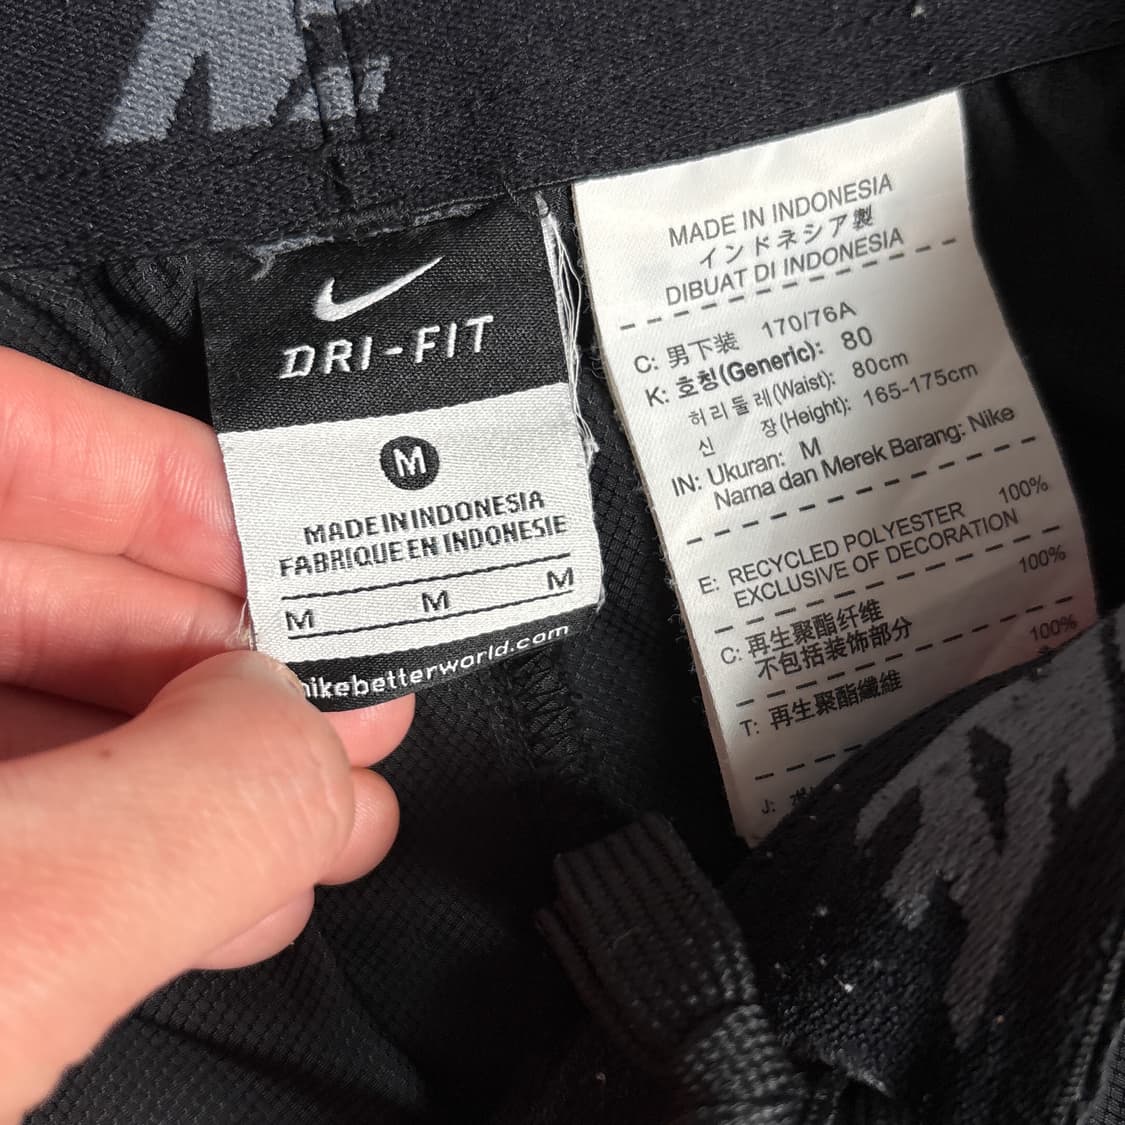 DRI-FIT
M
MADE IN INDONESIA
FABRIQUE EN INDONESIE
M M M
nikebetterworld.com
MADE IN INDONESIA
インドネシア製
DIBUAT DI INDONESIA
C: 男下装 170/76A
K: 호칭(Generic): 80
허리둘레(Waist): 80cm
신 장(Height): 165-175cm
IN: Ukuran: M
Nama dan Merek Barang: Nike
E: RECYCLED POLYESTER 100%
EXCLUSIVE OF DECORATION
C: 再生聚酯纤维 100%
不包括装饰部分
T: 再生聚酯纖維 100%
J: